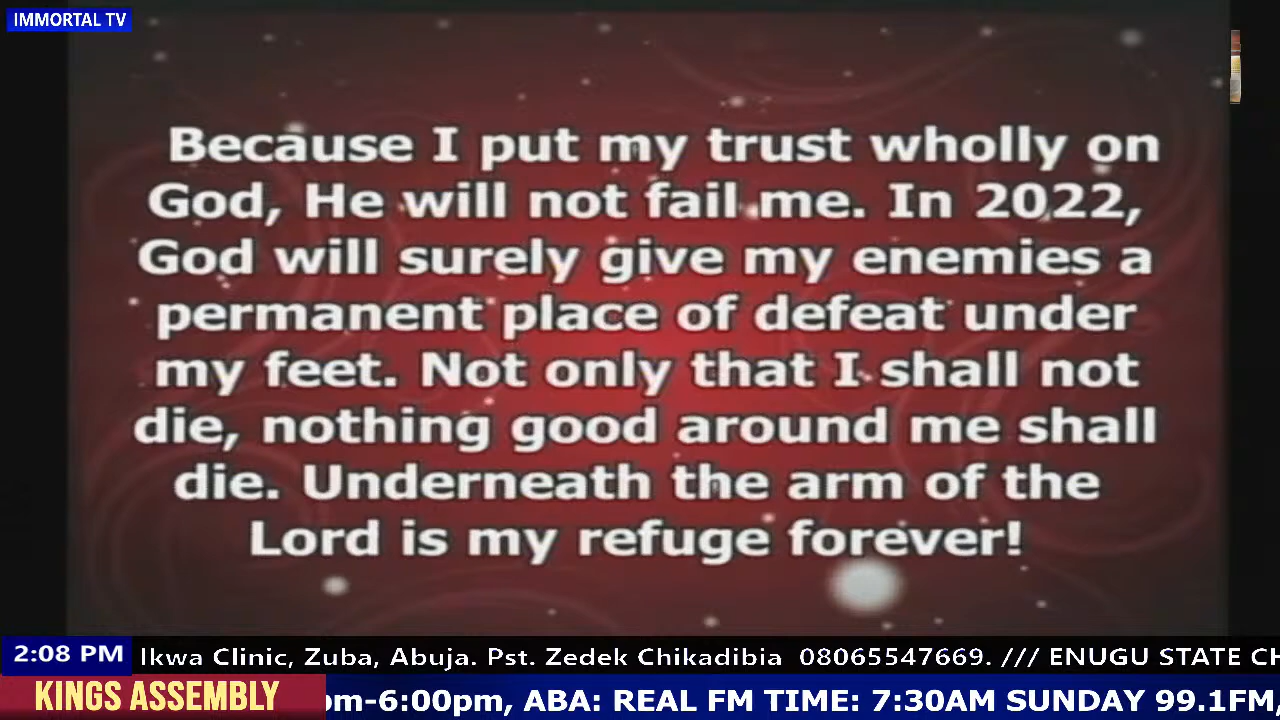 IMMORTAL TV
Because I put my trust wholly on
God, He will not fail me. In 2022,
God will surely give my enemies a
permanent place of defeat under
my feet. Not only that I shall not
die, nothing good around me shall
die. Underneath the arm of the
Lord is my refuge forever!
2:08 PM Ikwa Clinic, Zuba, Abuja. Pst. Zedek Chikadibia 08065547669. /// ENUGU STATE CH
KINGS ASSEMBLY pm-6:00pm, ABA: REAL FM TIME: 7:30AM SUNDAY 99.1FM,